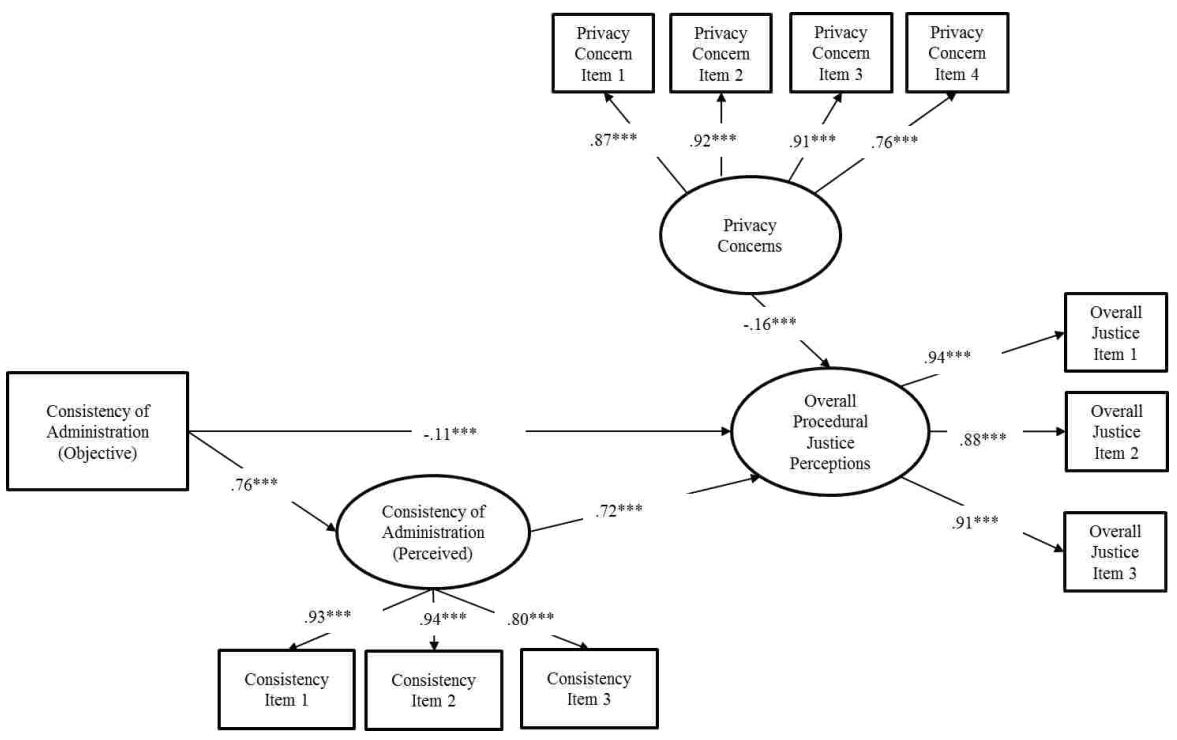 Privacy
Concern
Item 1
Privacy
Concern
Item 2
Privacy
Concern
Item 3
Privacy
Concern
Item 4
.87***
.92***
.91***
.76***
Privacy
Concerns
-.16***
Overall
Justice
Item 1
.94***
Consistency of
Administration
(Objective)
-.11***
Overall
Procedural
Justice
Perceptions
.88***
Overall
Justice
Item 2
.76***
Consistency of
Administration
(Perceived)
.72***
.91***
Overall
Justice
Item 3
.93***
.94***
.80***
Consistency
Item 1
Consistency
Item 2
Consistency
Item 3